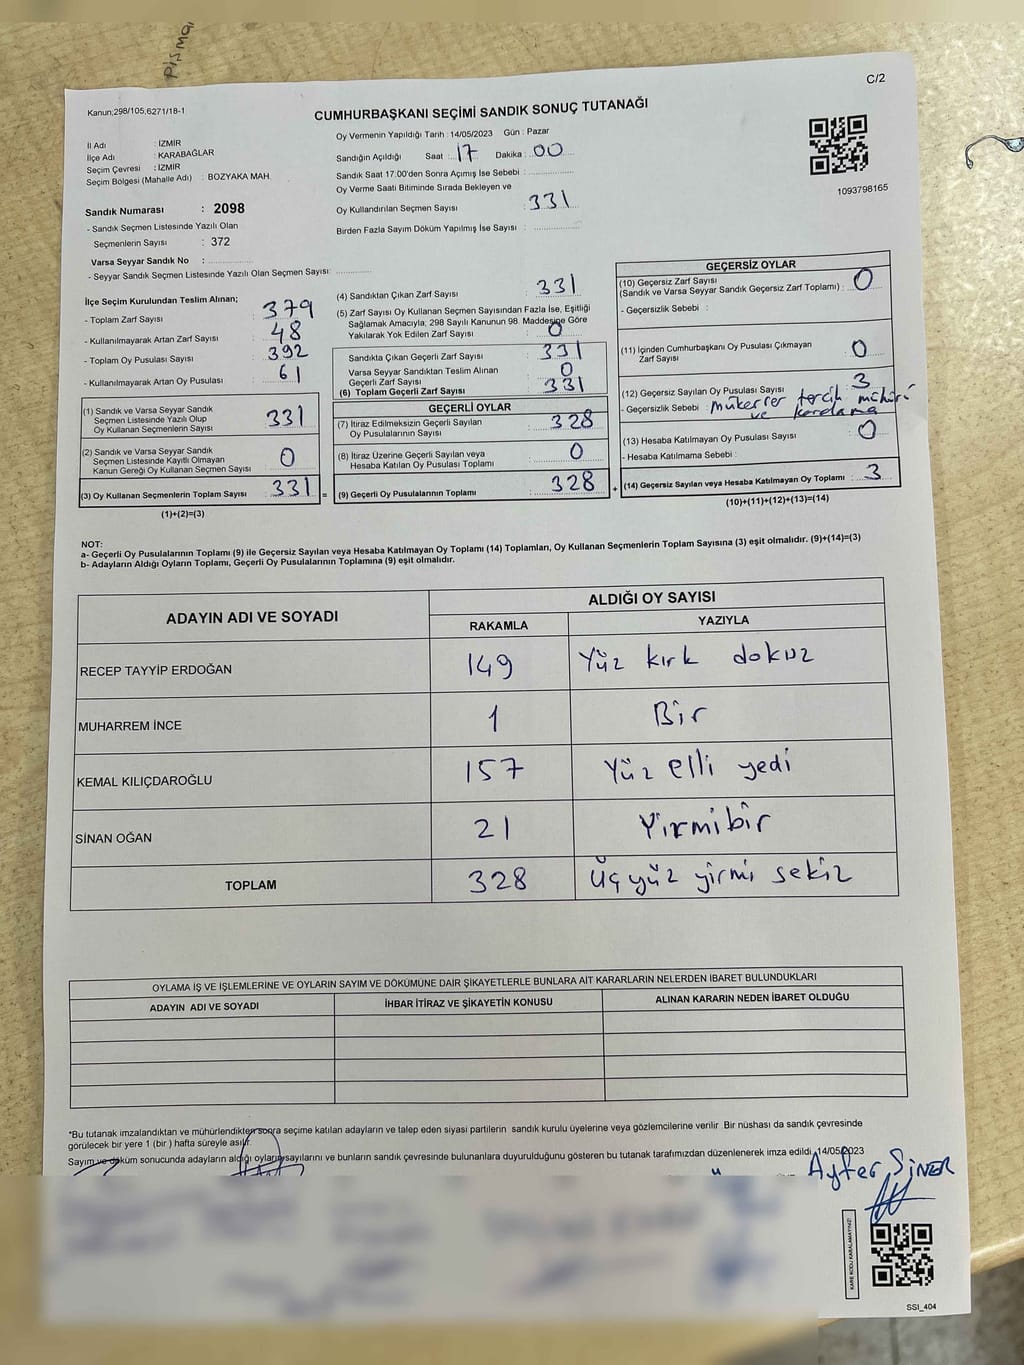 PİSMA
C/2
Kanun;298/105,6271/18-1
CUMHURBAŞKANI SEÇİMİ SANDIK SONUÇ TUTANAĞI
İl Adı : İZMİR
İlçe Adı : KARABAĞLAR
Seçim Çevresi : İZMİR
Seçim Bölgesi (Mahalle Adı) : BOZYAKA MAH.
Oy Vermenin Yapıldığı Tarih : 14/05/2023 Gün : Pazar
Sandığın Açıldığı Saat : 17 Dakika : 00
Sandık Saat 17.00'den Sonra Açımış İse Sebebi :
Oy Verme Saati Bitiminde Sırada Bekleyen ve
Oy Kullandırılan Seçmen Sayısı : 331
Birden Fazla Sayım Döküm Yapılmış İse Sayısı :
1093798165
Sandık Numarası : 2098
- Sandık Seçmen Listesinde Yazılı Olan
Seçmenlerin Sayısı : 372
Varsa Seyyar Sandık No :
- Seyyar Sandık Seçmen Listesinde Yazılı Olan Seçmen Sayısı:
İlçe Seçim Kurulundan Teslim Alınan;
- Toplam Zarf Sayısı : 379
- Kullanılmayarak Artan Zarf Sayısı : 48
- Toplam Oy Pusulası Sayısı : 392
- Kullanılmayarak Artan Oy Pusulası : 61
(1) Sandık ve Varsa Seyyar Sandık
Seçmen Listesinde Yazılı Olup
Oy Kullanan Seçmenlerin Sayısı : 331
(2) Sandık ve Varsa Seyyar Sandık
Seçmen Listesinde Kayıtlı Olmayan
Kanun Gereği Oy Kullanan Seçmen Sayısı : 0
(3) Oy Kullanan Seçmenlerin Toplam Sayısı : 331
(1)+(2)=(3)
(4) Sandıktan Çıkan Zarf Sayısı : 331
(5) Zarf Sayısı Oy Kullanan Seçmen Sayısından Fazla İse, Eşitliği
Sağlamak Amacıyla; 298 Sayılı Kanunun 98. Maddesine Göre
Yakılarak Yok Edilen Zarf Sayısı : 0
Sandıkta Çıkan Geçerli Zarf Sayısı : 331
Varsa Seyyar Sandıktan Teslim Alınan
Geçerli Zarf Sayısı : 0
(6) Toplam Geçerli Zarf Sayısı : 331
GEÇERLİ OYLAR
(7) İtiraz Edilmeksizin Geçerli Sayılan
Oy Pusulalarının Sayısı : 328
(8) İtiraz Üzerine Geçerli Sayılan veya
Hesaba Katılan Oy Pusulası Toplamı : 0
= (9) Geçerli Oy Pusulalarının Toplamı : 328 +
GEÇERSİZ OYLAR
(10) Geçersiz Zarf Sayısı
(Sandık ve Varsa Seyyar Sandık Geçersiz Zarf Toplamı) : 0
- Geçersizlik Sebebi :
(11) İçinden Cumhurbaşkanı Oy Pusulası Çıkmayan
Zarf Sayısı : 0
(12) Geçersiz Sayılan Oy Pusulası Sayısı : 3
- Geçersizlik Sebebi : mükerrer tercih mührü
ve karalama
(13) Hesaba Katılmayan Oy Pusulası Sayısı : 0
- Hesaba Katılmama Sebebi :
(14) Geçersiz Sayılan veya Hesaba Katılmayan Oy Toplamı : 3
(10)+(11)+(12)+(13)=(14)
NOT:
a- Geçerli Oy Pusulalarının Toplamı (9) ile Geçersiz Sayılan veya Hesaba Katılmayan Oy Toplamı (14) Toplamları, Oy Kullanan Seçmenlerin Toplam Sayısına (3) eşit olmalıdır. (9)+(14)=(3)
b- Adayların Aldığı Oyların Toplamı, Geçerli Oy Pusulalarının Toplamına (9) eşit olmalıdır.
ADAYIN ADI VE SOYADI
ALDIĞI OY SAYISI
RAKAMLA YAZIYLA
RECEP TAYYİP ERDOĞAN 149 Yüz kırk dokuz
MUHARREM İNCE 1 Bir
KEMAL KILIÇDAROĞLU 157 Yüz elli yedi
SİNAN OĞAN 21 Yirmibir
TOPLAM 328 üçyüz yirmi sekiz
OYLAMA İŞ VE İŞLEMLERİNE VE OYLARIN SAYIM VE DÖKÜMÜNE DAİR ŞİKAYETLERLE BUNLARA AİT KARARLARIN NELERDEN İBARET BULUNDUKLARI
ADAYIN ADI VE SOYADI İHBAR İTİRAZ VE ŞİKAYETİN KONUSU ALINAN KARARIN NEDEN İBARET OLDUĞU
*Bu tutanak imzalandıktan ve mühürlendikten sonra seçime katılan adayların ve talep eden siyasi partilerin sandık kurulu üyelerine veya gözlemcilerine verilir. Bir nüshası da sandık çevresinde
görülecek bir yere 1 (bir) hafta süreyle asılır.
Sayım ve döküm sonucunda adayların aldığı oyların sayılarını ve bunların sandık çevresinde bulunanlara duyurulduğunu gösteren bu tutanak tarafımızdan düzenlenerek imza edildi. 14/05/2023
Ayfer SİNER
KARE KODU KARALAMAYINIZ!
SSI_404